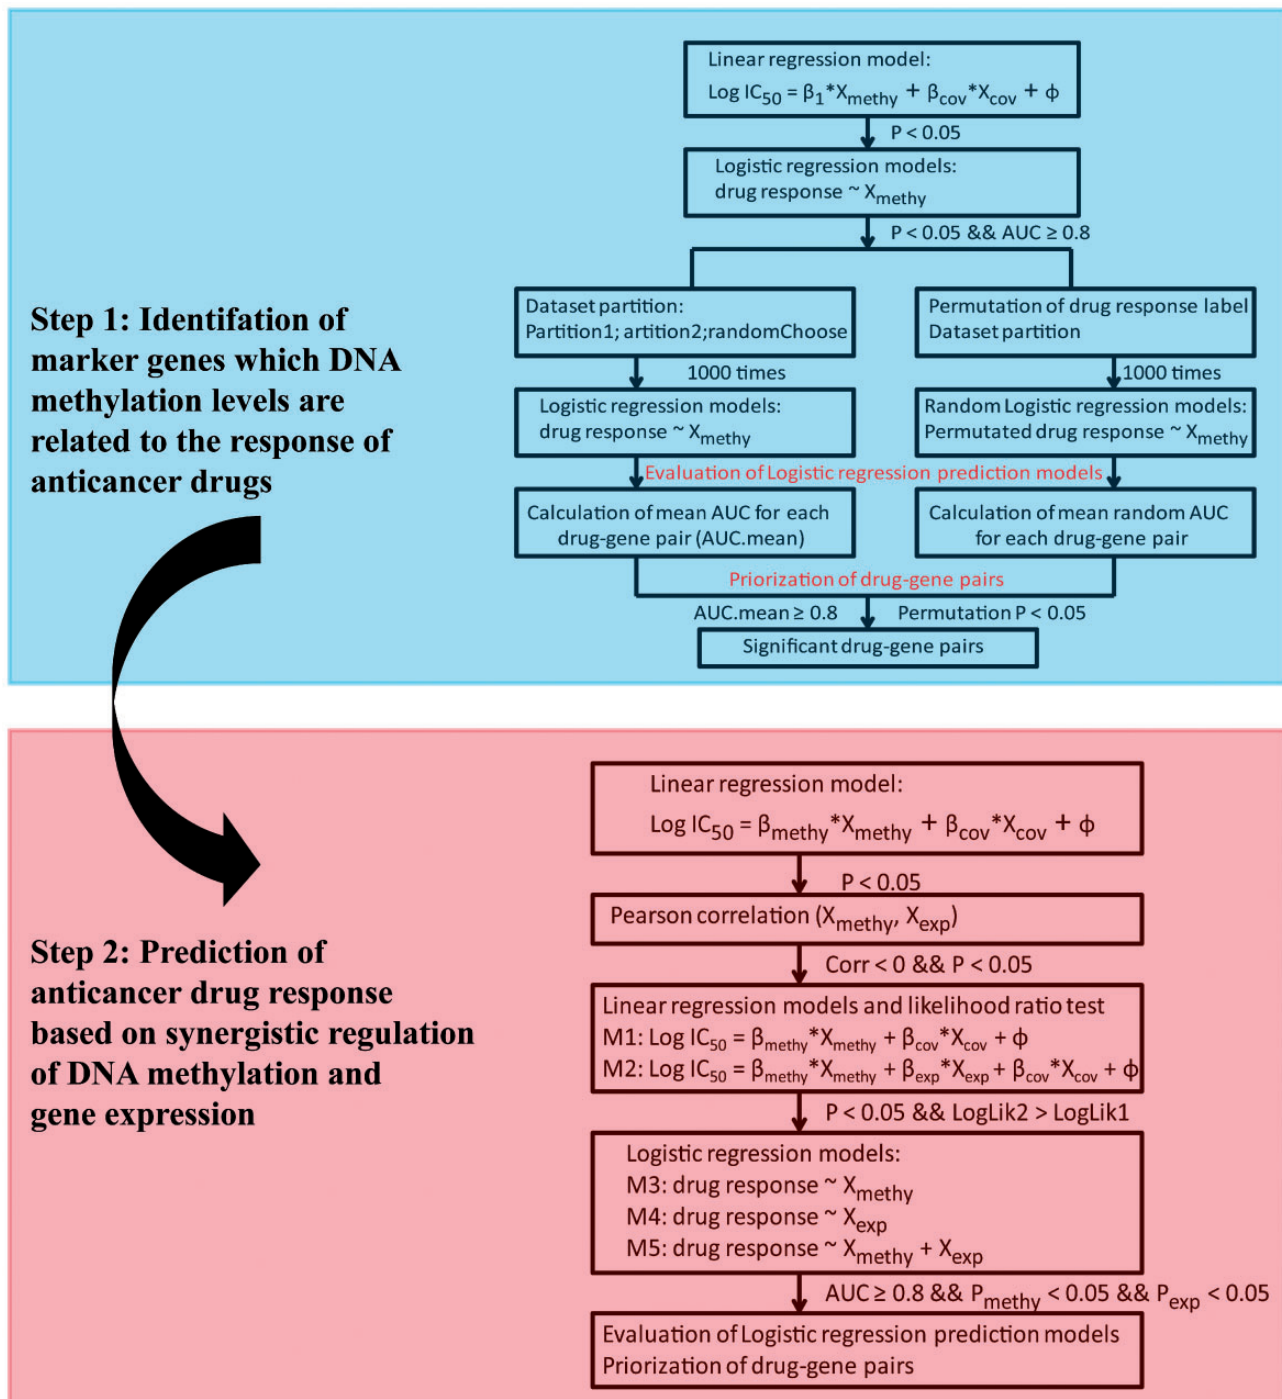 Linear regression model:
Log IC50 = β1*Xmethy + βcov*Xcov + ϕ
P < 0.05
Logistic regression models:
drug response ~ Xmethy
P < 0.05 && AUC ≥ 0.8
Step 1: Identifation of
marker genes which DNA
methylation levels are
related to the response of
anticancer drugs
Dataset partition:
Partition1; artition2;randomChoose
Permutation of drug response label
Dataset partition
1000 times
1000 times
Logistic regression models:
drug response ~ Xmethy
Random Logistic regression models:
Permutated drug response ~ Xmethy
Evaluation of Logistic regression prediction models
Calculation of mean AUC for each
drug-gene pair (AUC.mean)
Calculation of mean random AUC
for each drug-gene pair
Priorization of drug-gene pairs
AUC.mean ≥ 0.8
Permutation P < 0.05
Significant drug-gene pairs
Linear regression model:
Log IC50 = βmethy*Xmethy + βcov*Xcov + ϕ
P < 0.05
Pearson correlation (Xmethy, Xexp)
Corr < 0 && P < 0.05
Step 2: Prediction of
anticancer drug response
based on synergistic regulation
of DNA methylation and
gene expression
Linear regression models and likelihood ratio test
M1: Log IC50 = βmethy*Xmethy + βcov*Xcov + ϕ
M2: Log IC50 = βmethy*Xmethy + βexp*Xexp + βcov*Xcov + ϕ
P < 0.05 && LogLik2 > LogLik1
Logistic regression models:
M3: drug response ~ Xmethy
M4: drug response ~ Xexp
M5: drug response ~ Xmethy + Xexp
AUC ≥ 0.8 && Pmethy < 0.05 && Pexp < 0.05
Evaluation of Logistic regression prediction models
Priorization of drug-gene pairs